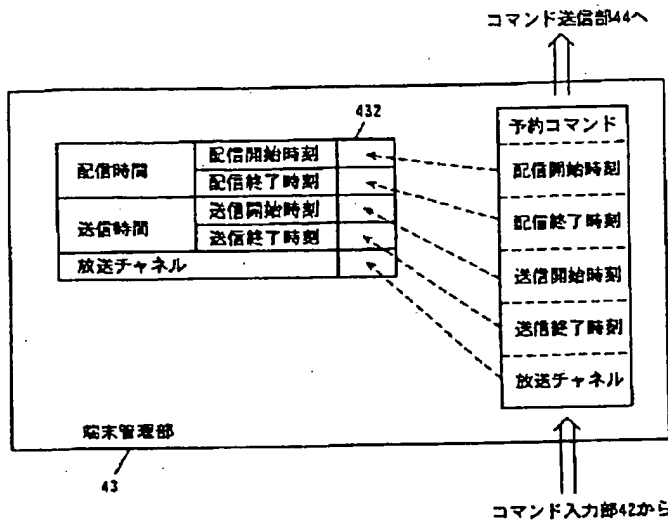 コマンド送信部44へ
432
予約コマンド
配信時間
配信開始時刻
配信終了時刻
送信時間
送信開始時刻
送信終了時刻
放送チャネル
配信開始時刻
配信終了時刻
送信開始時刻
送信終了時刻
放送チャネル
端末管理部
43
コマンド入力部42から